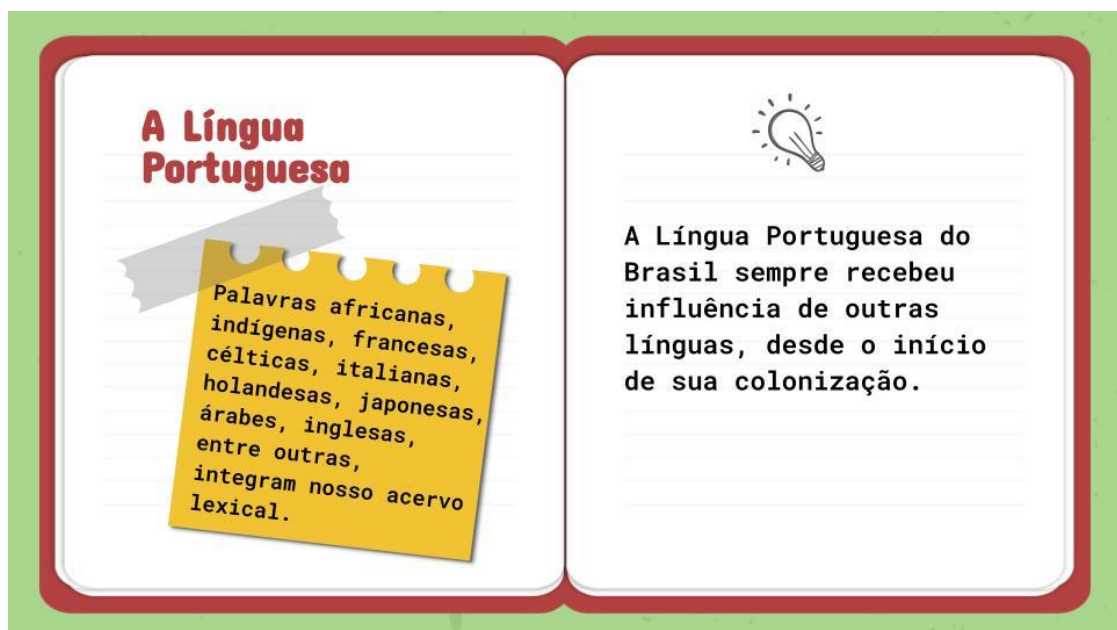 A Língua
Portuguesa
Palavras africanas,
indígenas, francesas,
célticas, italianas,
holandesas, japonesas,
árabes, inglesas,
entre outras,
integram nosso acervo
lexical.
A Língua Portuguesa do
Brasil sempre recebeu
influência de outras
línguas, desde o início
de sua colonização.